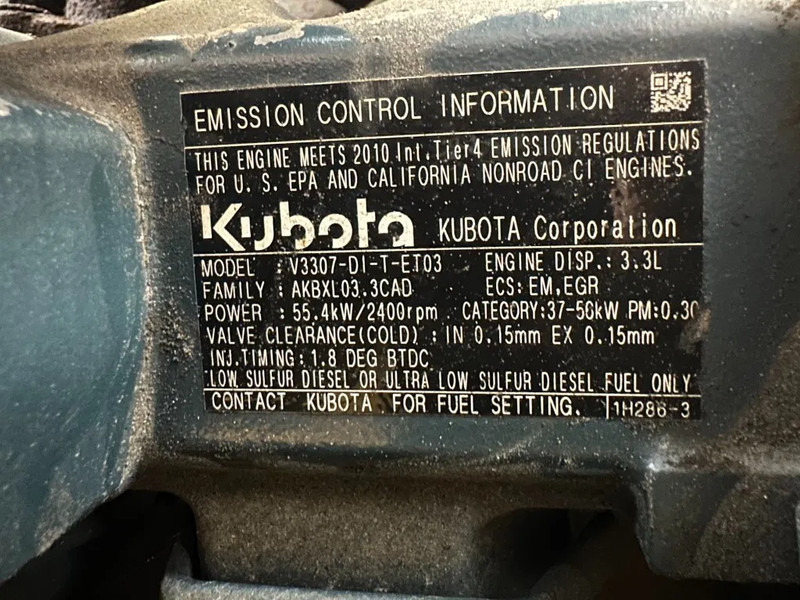 EMISSION CONTROL INFORMATION
THIS ENGINE MEETS 2010 Int.Tier4 EMISSION REGULATIONS
FOR U.S. EPA AND CALIFORNIA NONROAD CI ENGINES.
Kubota KUBOTA Corporation
MODEL : V3307-DI-T-ET03 ENGINE DISP.: 3.3L
FAMILY : AKBXL03.3CAD ECS: EM,EGR
POWER : 55.4kW/2400rpm CATEGORY:37-56kW PM:0.30
VALVE CLEARANCE(COLD) : IN 0.15mm EX 0.15mm
INJ.TIMING: 1.8 DEG BTDC
LOW SULFUR DIESEL OR ULTRA LOW SULFUR DIESEL FUEL ONLY
CONTACT KUBOTA FOR FUEL SETTING. 1H286-3